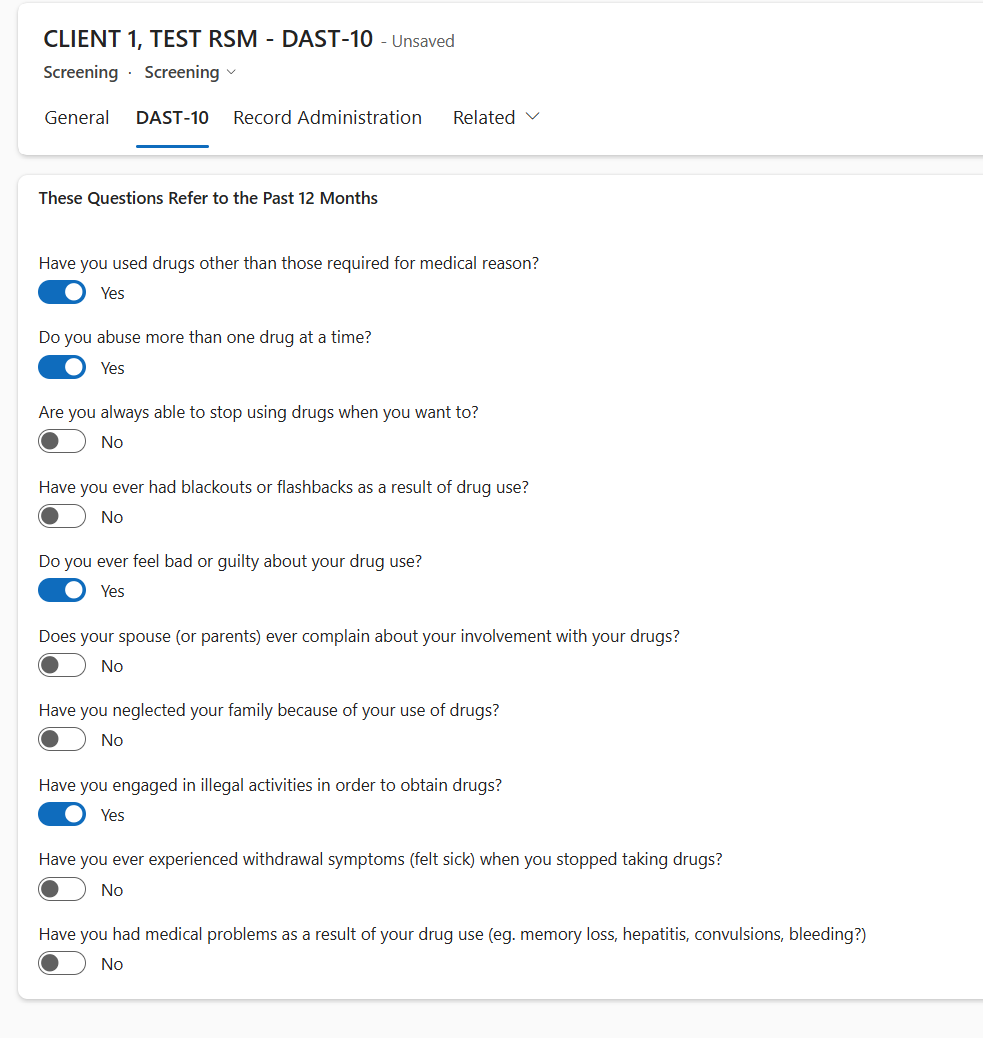 CLIENT 1, TEST RSM - DAST-10 - Unsaved
Screening · Screening
General DAST-10 Record Administration Related
These Questions Refer to the Past 12 Months
Have you used drugs other than those required for medical reason?
Yes
Do you abuse more than one drug at a time?
Yes
Are you always able to stop using drugs when you want to?
No
Have you ever had blackouts or flashbacks as a result of drug use?
No
Do you ever feel bad or guilty about your drug use?
Yes
Does your spouse (or parents) ever complain about your involvement with your drugs?
No
Have you neglected your family because of your use of drugs?
No
Have you engaged in illegal activities in order to obtain drugs?
Yes
Have you ever experienced withdrawal symptoms (felt sick) when you stopped taking drugs?
No
Have you had medical problems as a result of your drug use (eg. memory loss, hepatitis, convulsions, bleeding?)
No